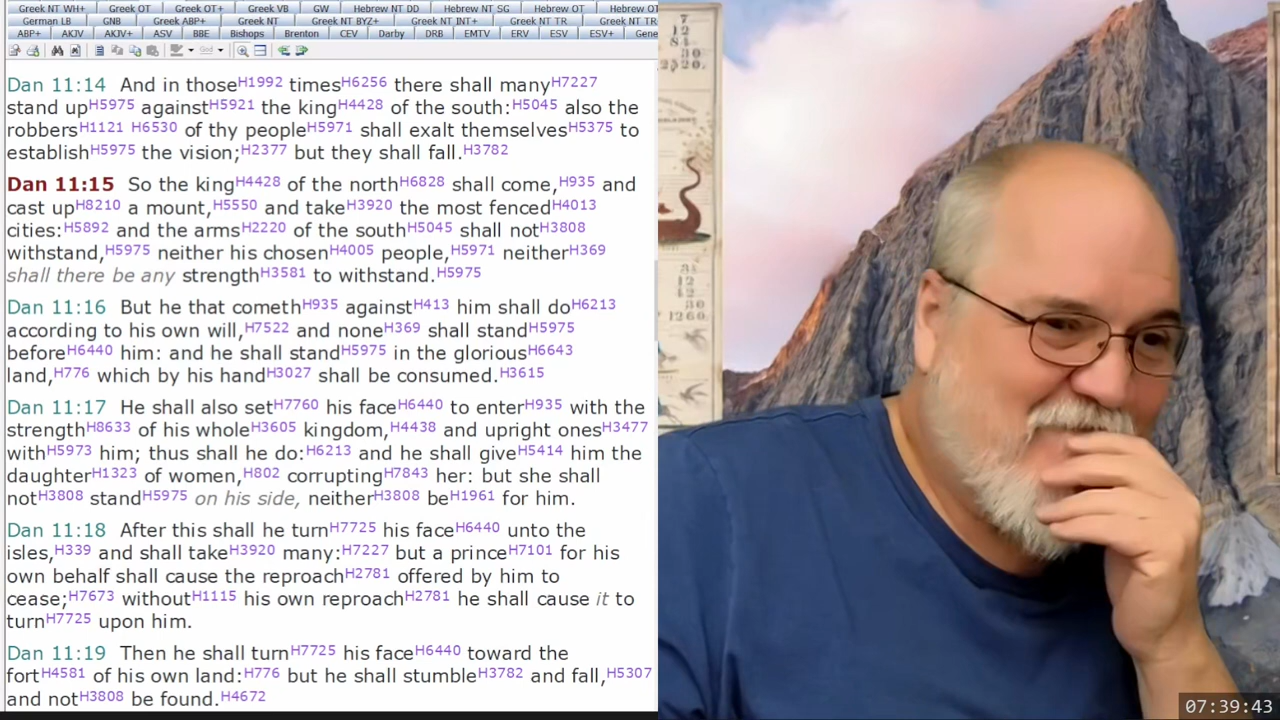 Greek NT WH+ Greek OT Greek OT+ Greek VB GW Hebrew NT DD Hebrew NT SG Hebrew OT Hebrew OT
German LB GNB Greek ABP+ Greek NT Greek NT BYZ+ Greek NT INT+ Greek NT TR Greek NT TR
ABP+ AKJV AKJV+ ASV BBE Bishops Brenton CEV Darby DRB EMTV ERV ESV ESV+ Gene
Dan 11:14 And in thoseH1992 timesH6256 there shall manyH7227
stand upH5975 againstH5921 the kingH4428 of the south:H5045 also the
robbersH1121 H6530 of thy peopleH5971 shall exalt themselvesH5375 to
establishH5975 the vision;H2377 but they shall fall.H3782
Dan 11:15 So the kingH4428 of the northH6828 shall come,H935 and
cast upH8210 a mount,H5550 and takeH3920 the most fencedH4013
cities:H5892 and the armsH2220 of the southH5045 shall notH3808
withstand,H5975 neither his chosenH4005 people,H5971 neitherH369
shall there be any strengthH3581 to withstand.H5975
Dan 11:16 But he that comethH935 againstH413 him shall doH6213
according to his own will,H7522 and noneH369 shall standH5975
beforeH6440 him: and he shall standH5975 in the gloriousH6643
land,H776 which by his handH3027 shall be consumed.H3615
Dan 11:17 He shall also setH7760 his faceH6440 to enterH935 with the
strengthH8633 of his wholeH3605 kingdom,H4438 and upright onesH3477
withH5973 him; thus shall he do:H6213 and he shall giveH5414 him the
daughterH1323 of women,H802 corruptingH7843 her: but she shall
notH3808 standH5975 on his side, neitherH3808 beH1961 for him.
Dan 11:18 After this shall he turnH7725 his faceH6440 unto the
isles,H339 and shall takeH3920 many:H7227 but a princeH7101 for his
own behalf shall cause the reproachH2781 offered by him to
cease;H7673 withoutH1115 his own reproachH2781 he shall cause it to
turnH7725 upon him.
Dan 11:19 Then he shall turnH7725 his faceH6440 toward the
fortH4581 of his own land:H776 but he shall stumbleH3782 and fall,H5307
and notH3808 be found.H4672
7
12
84
30
2520.
31
12
12
30
1260.
07:39:43